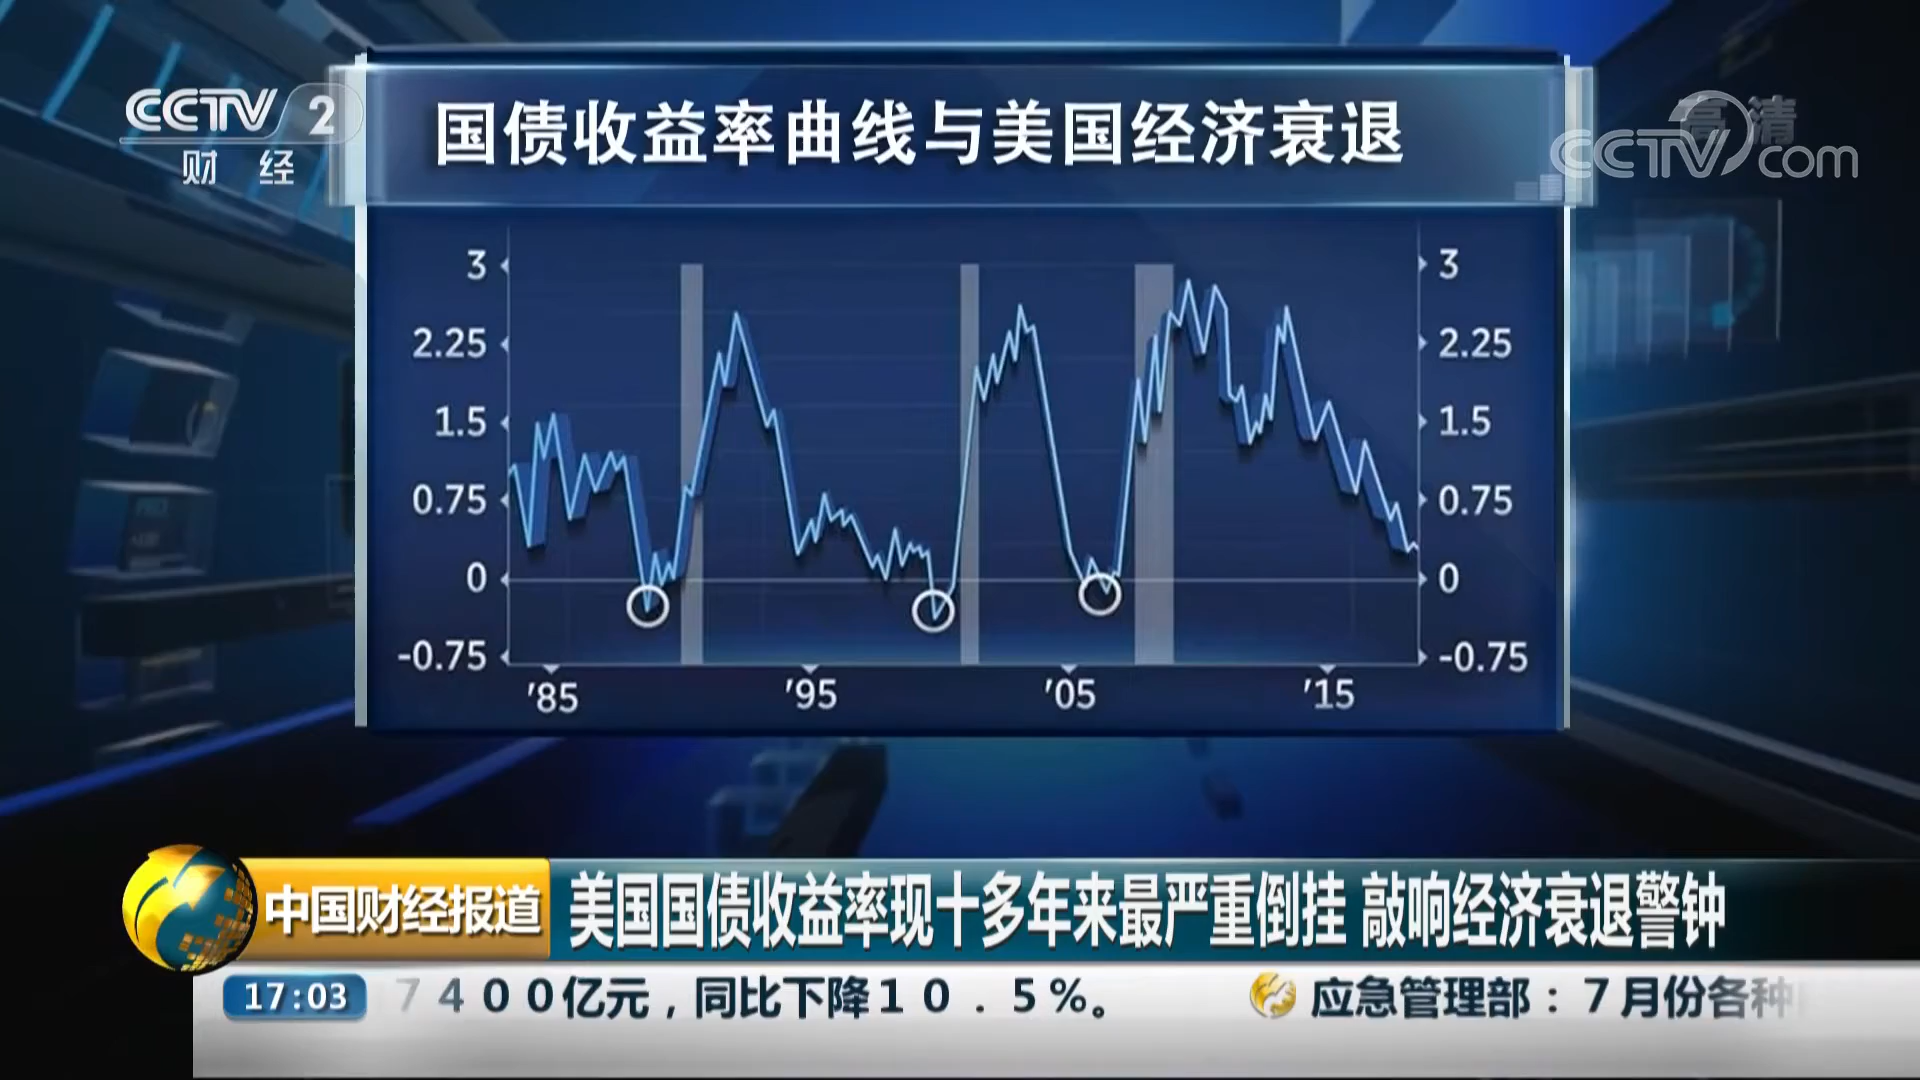 CCTV 2
财 经
国债收益率曲线与美国经济衰退
高清
CCTV com
3 3
2.25 2.25
1.5 1.5
0.75 0.75
0 0
-0.75 -0.75
'85 '95 '05 '15
中国财经报道
美国国债收益率现十多年来最严重倒挂 敲响经济衰退警钟
17:03 7400亿元，同比下降10.5%。 应急管理部：7月份各种